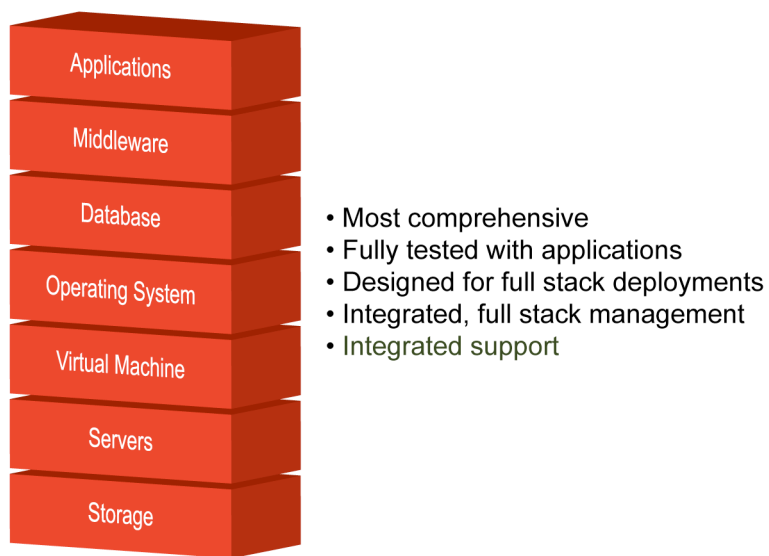 Applications
Middleware
Database
Operating System
Virtual Machine
Servers
Storage
• Most comprehensive
• Fully tested with applications
• Designed for full stack deployments
• Integrated, full stack management
• Integrated support